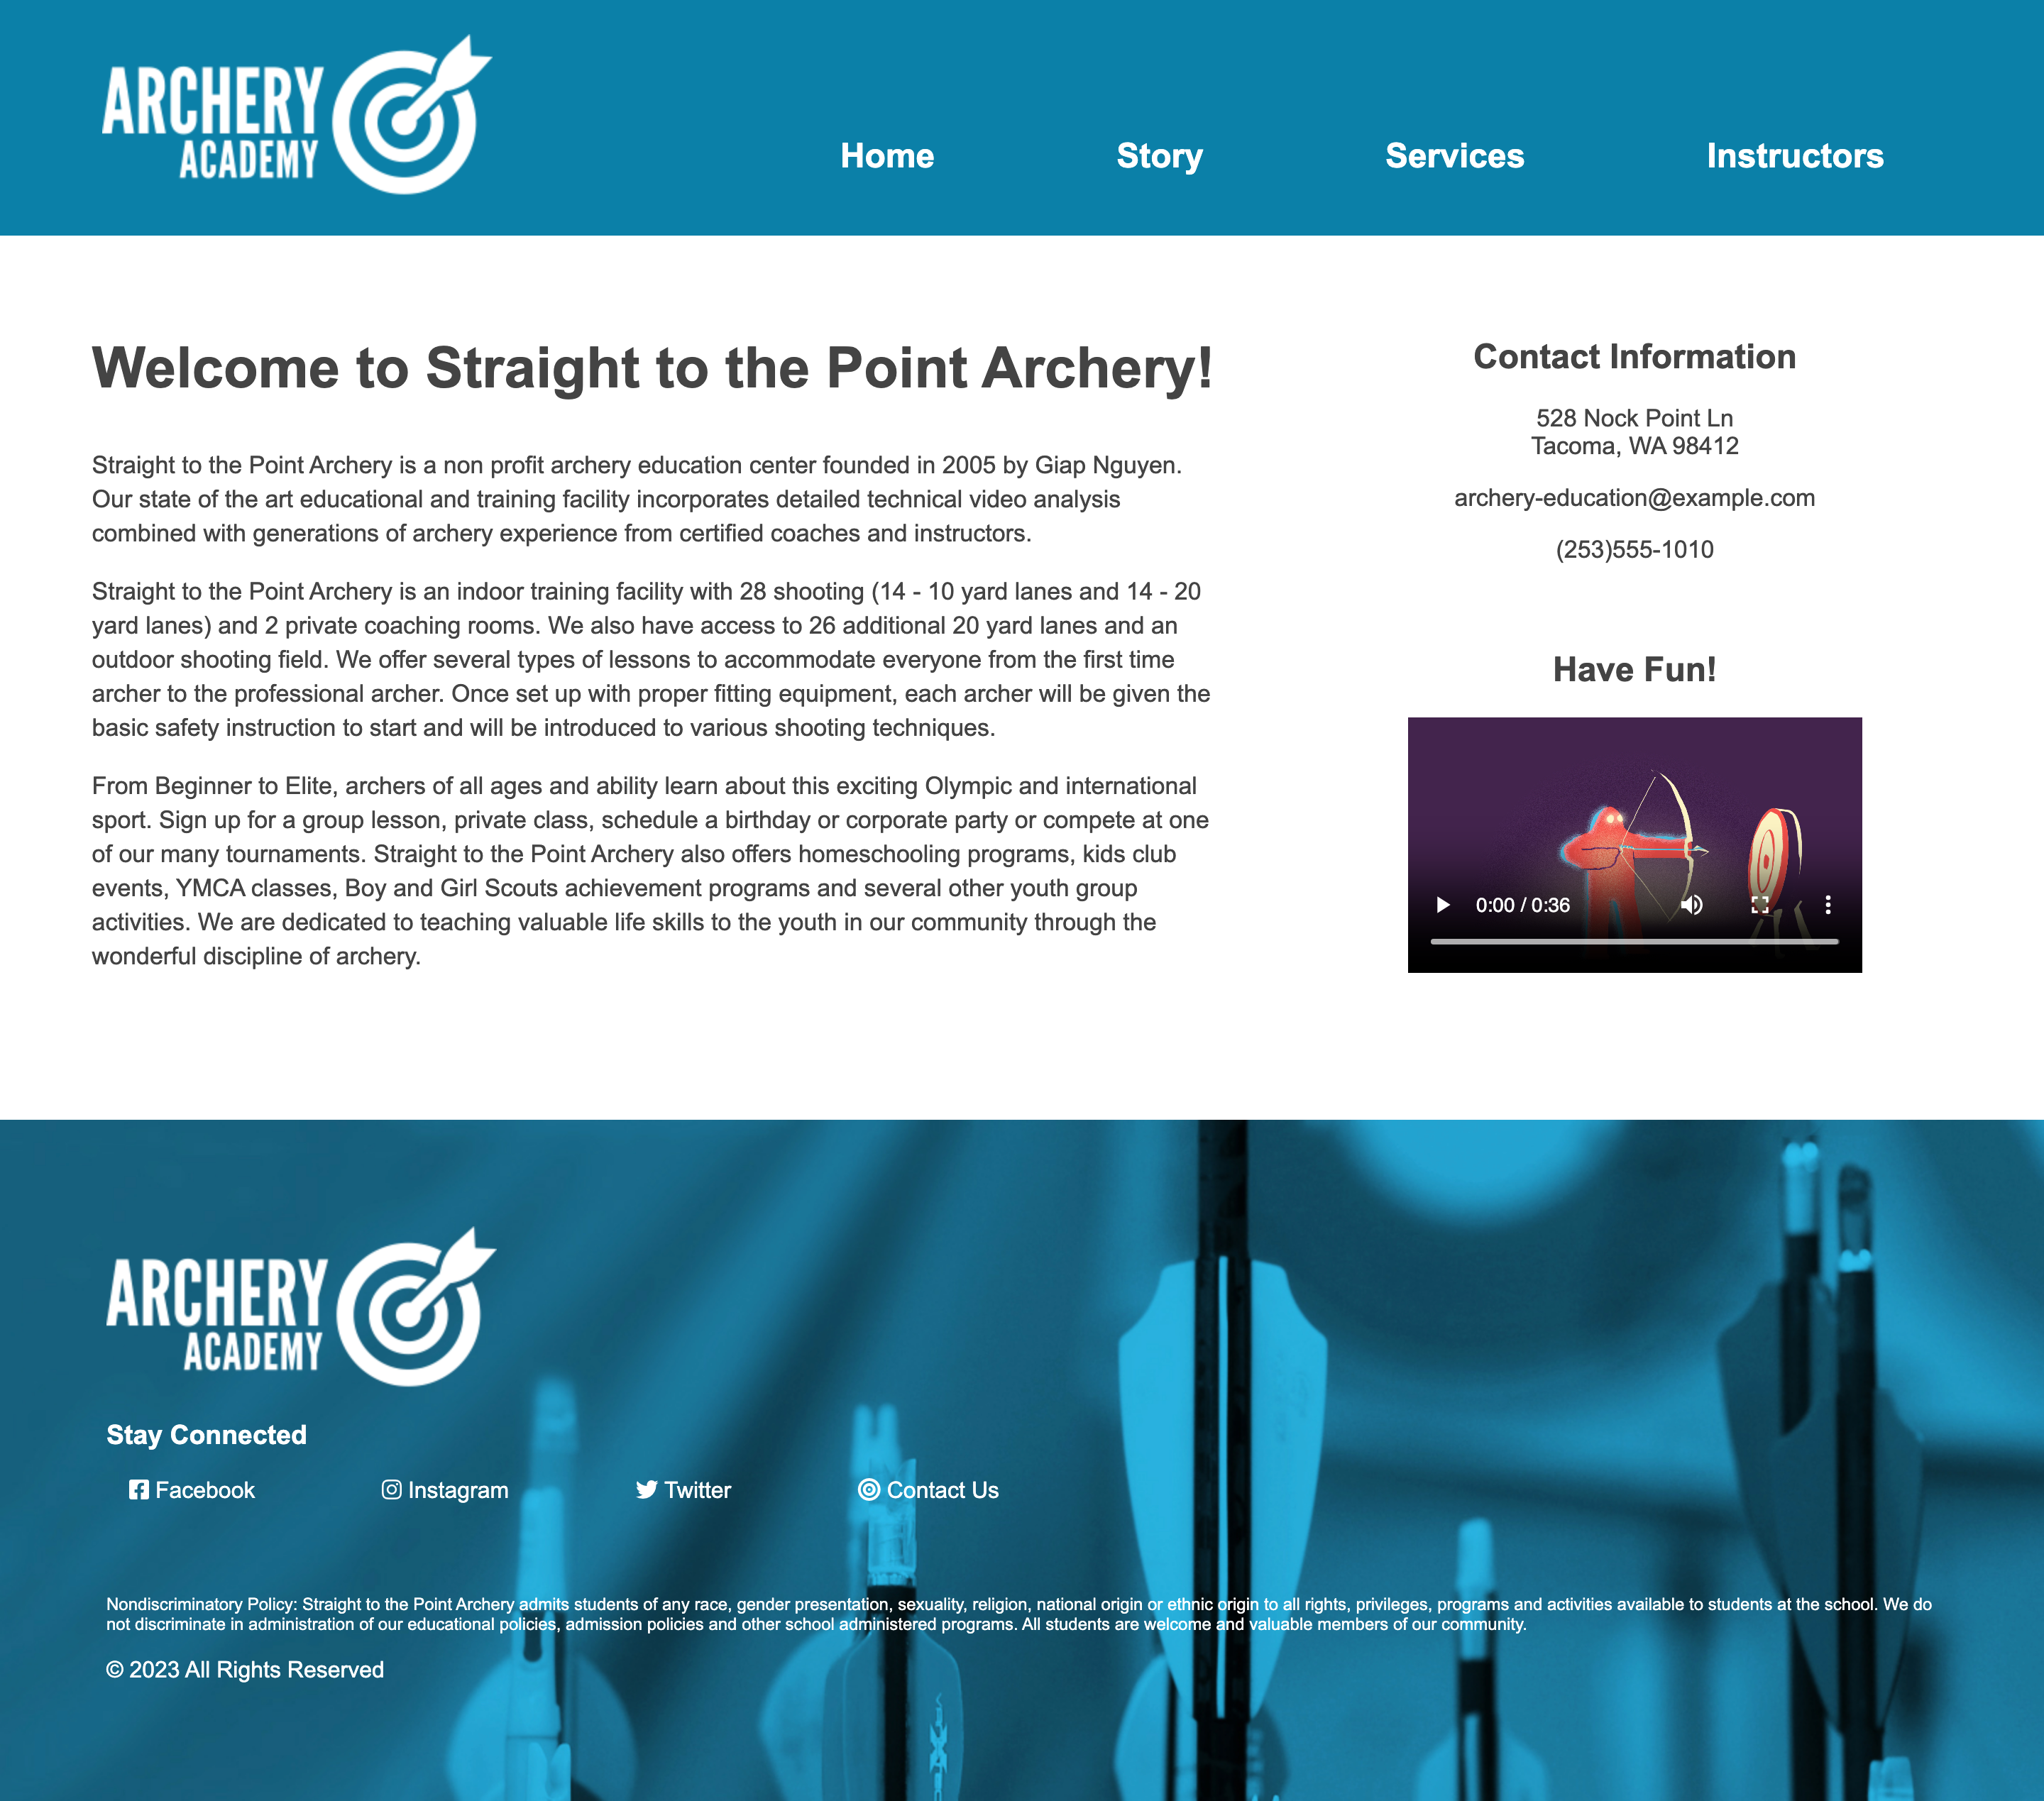 ARCHERY
ACADEMY
Home Story Services Instructors
Welcome to Straight to the Point Archery!
Straight to the Point Archery is a non profit archery education center founded in 2005 by Giap Nguyen.
Our state of the art educational and training facility incorporates detailed technical video analysis
combined with generations of archery experience from certified coaches and instructors.
Straight to the Point Archery is an indoor training facility with 28 shooting (14 - 10 yard lanes and 14 - 20
yard lanes) and 2 private coaching rooms. We also have access to 26 additional 20 yard lanes and an
outdoor shooting field. We offer several types of lessons to accommodate everyone from the first time
archer to the professional archer. Once set up with proper fitting equipment, each archer will be given the
basic safety instruction to start and will be introduced to various shooting techniques.
From Beginner to Elite, archers of all ages and ability learn about this exciting Olympic and international
sport. Sign up for a group lesson, private class, schedule a birthday or corporate party or compete at one
of our many tournaments. Straight to the Point Archery also offers homeschooling programs, kids club
events, YMCA classes, Boy and Girl Scouts achievement programs and several other youth group
activities. We are dedicated to teaching valuable life skills to the youth in our community through the
wonderful discipline of archery.
Contact Information
528 Nock Point Ln
Tacoma, WA 98412
archery-education@example.com
(253)555-1010
Have Fun!
0:00 / 0:36
ARCHERY
ACADEMY
Stay Connected
Facebook Instagram Twitter Contact Us
Nondiscriminatory Policy: Straight to the Point Archery admits students of any race, gender presentation, sexuality, religion, national origin or ethnic origin to all rights, privileges, programs and activities available to students at the school. We do
not discriminate in administration of our educational policies, admission policies and other school administered programs. All students are welcome and valuable members of our community.
© 2023 All Rights Reserved